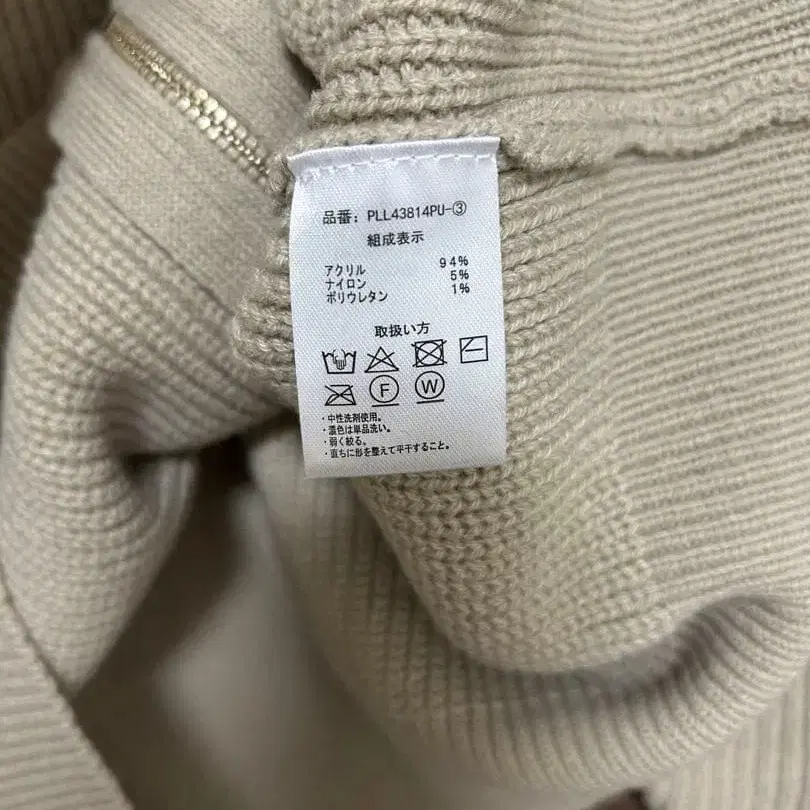 品番: PLL43814PU-③
組成表示
アクリル 94%
ナイロン 5%
ポリウレタン 1%
取扱い方
F W
・中性洗剤使用。
・濃色は単品洗い。
・弱く絞る。
・直ちに形を整えて平干すること。